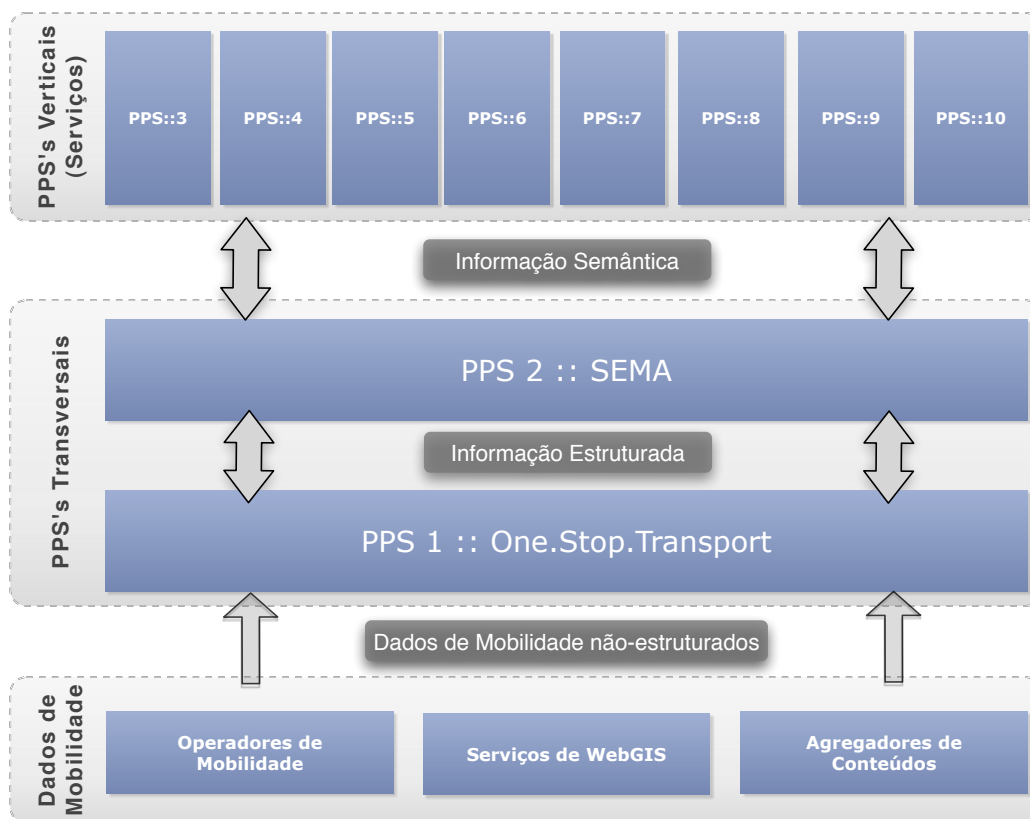 PPS's Verticais
(Serviços)
PPS::3
PPS::4
PPS::5
PPS::6
PPS::7
PPS::8
PPS::9
PPS::10
Informação Semântica
PPS's Transversais
PPS 2 :: SEMA
Informação Estruturada
PPS 1 :: One.Stop.Transport
Dados de Mobilidade não-estruturados
Dados de
Mobilidade
Operadores de
Mobilidade
Serviços de WebGIS
Agregadores de
Conteúdos